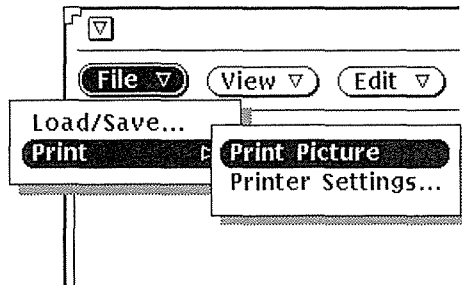 File View Edit
Load/Save...
Print Print Picture
Printer Settings...